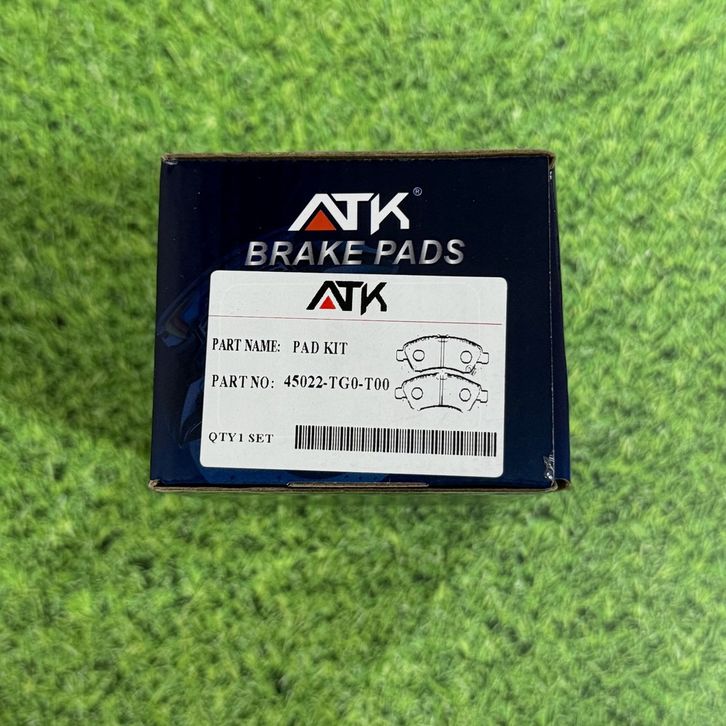 ATK®
BRAKE PADS
ATK
PART NAME: PAD KIT
PART NO: 45022-TG0-T00
QTY1 SET